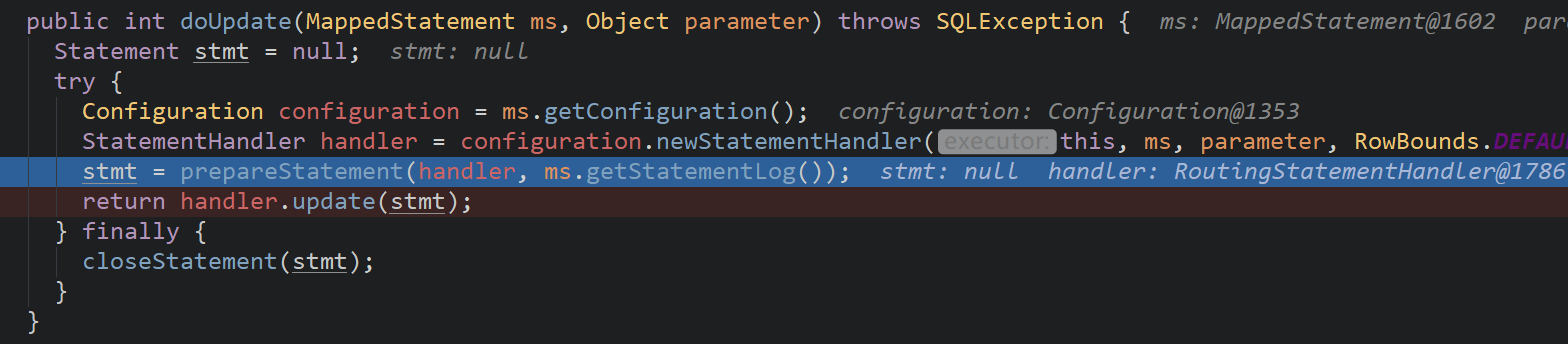 public int doUpdate(MappedStatement ms, Object parameter) throws SQLException {  ms: MappedStatement@1602  par
  Statement stmt = null;  stmt: null
  try {
    Configuration configuration = ms.getConfiguration();  configuration: Configuration@1353
    StatementHandler handler = configuration.newStatementHandler( executor: this, ms, parameter, RowBounds.DEFAUL
    stmt = prepareStatement(handler, ms.getStatementLog());  stmt: null  handler: RoutingStatementHandler@1786
    return handler.update(stmt);
  } finally {
    closeStatement(stmt);
  }
}